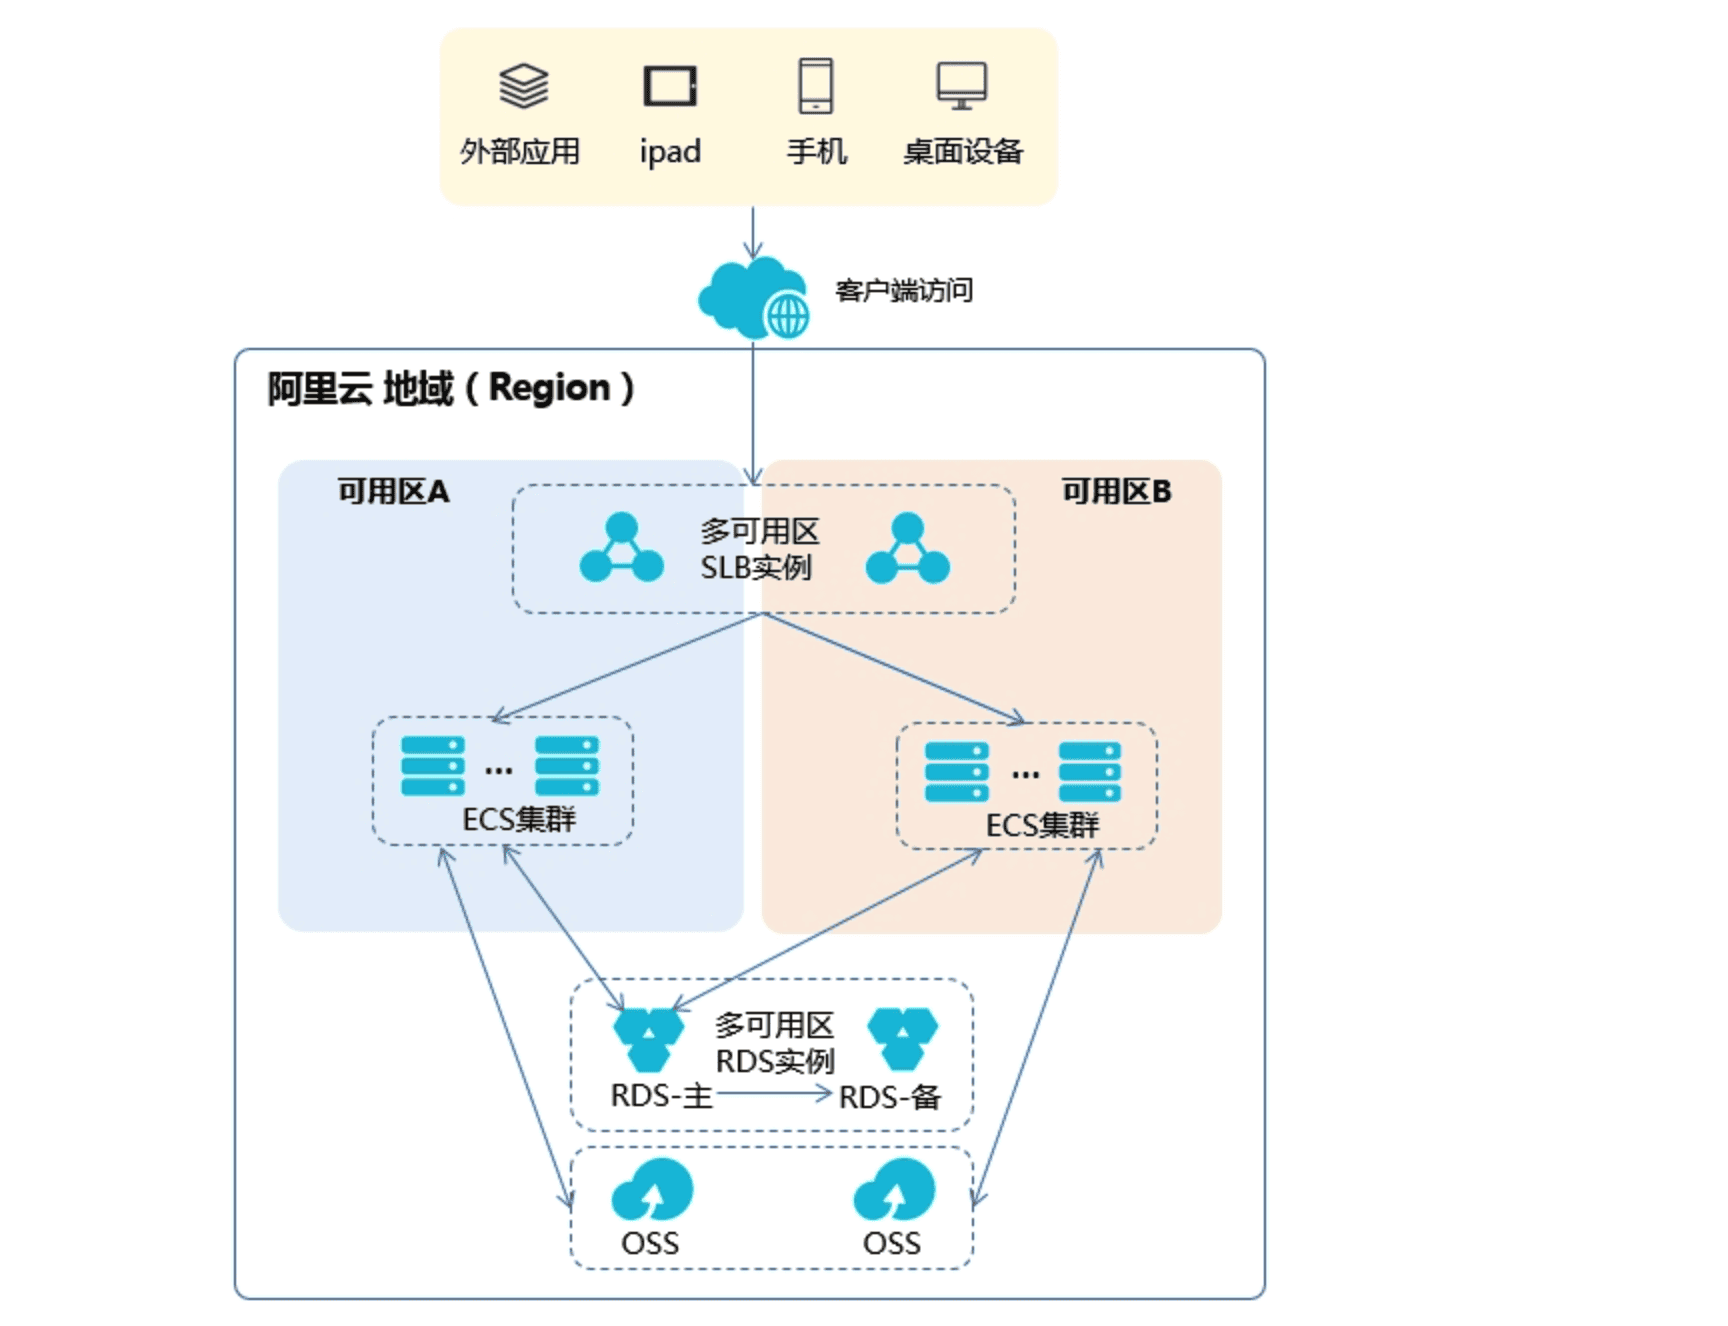 外部应用
ipad
手机
桌面设备
客户端访问
阿里云 地域（Region）
可用区A
可用区B
多可用区
SLB实例
...
ECS集群
...
ECS集群
多可用区
RDS实例
RDS-主
RDS-备
OSS
OSS